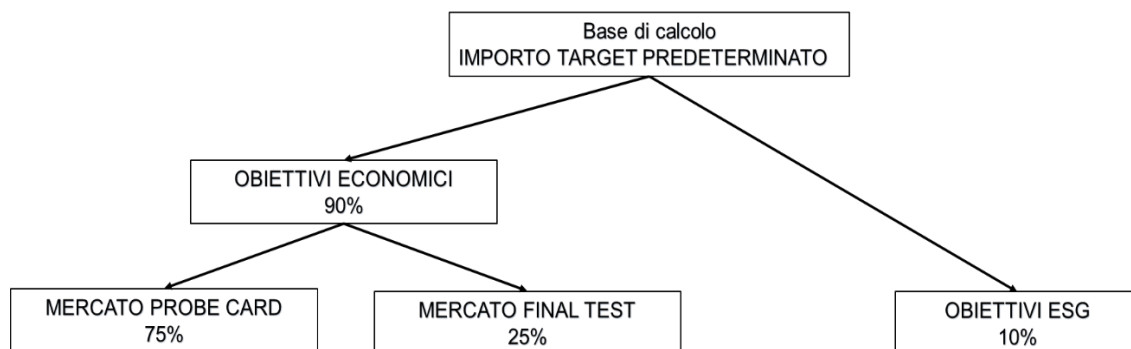 Base di calcolo
IMPORTO TARGET PREDETERMINATO
OBIETTIVI ECONOMICI
90%
MERCATO PROBE CARD
75%
MERCATO FINAL TEST
25%
OBIETTIVI ESG
10%